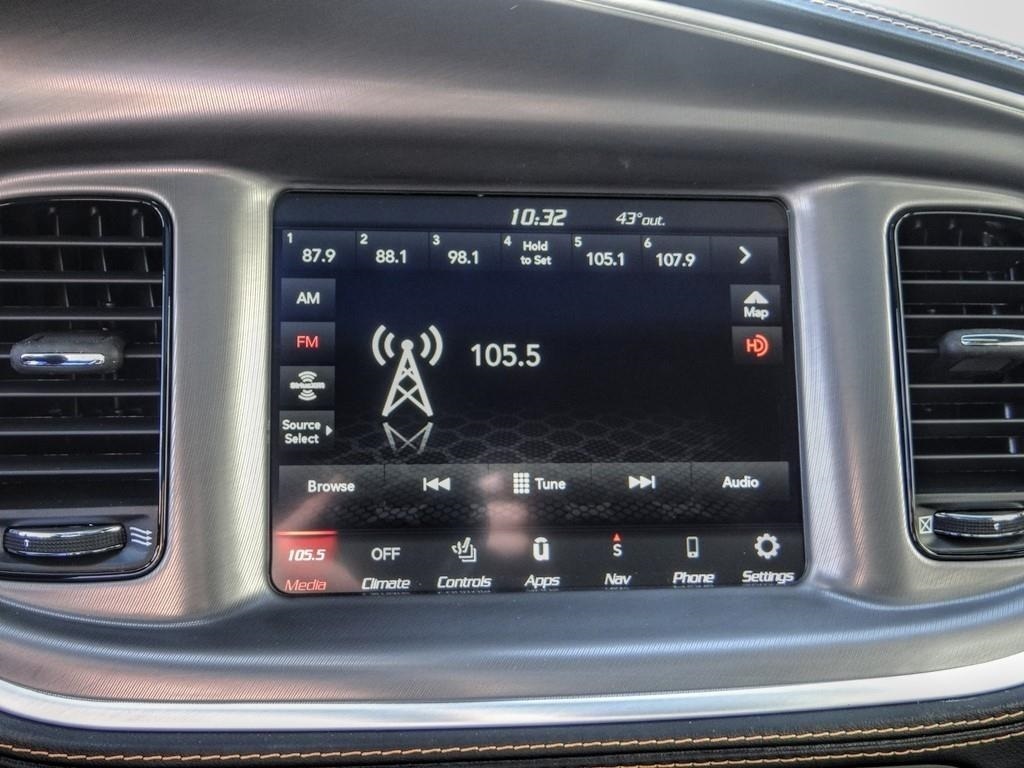 10:32 43° out.
1 87.9 2 88.1 3 98.1 4 Hold to Set 5 105.1 6 107.9
AM
Map
FM
HD
105.5
SiriusXM
Source
Select
Browse Tune Audio
105.5 OFF S
Media Climate Controls Apps Nav Phone Settings